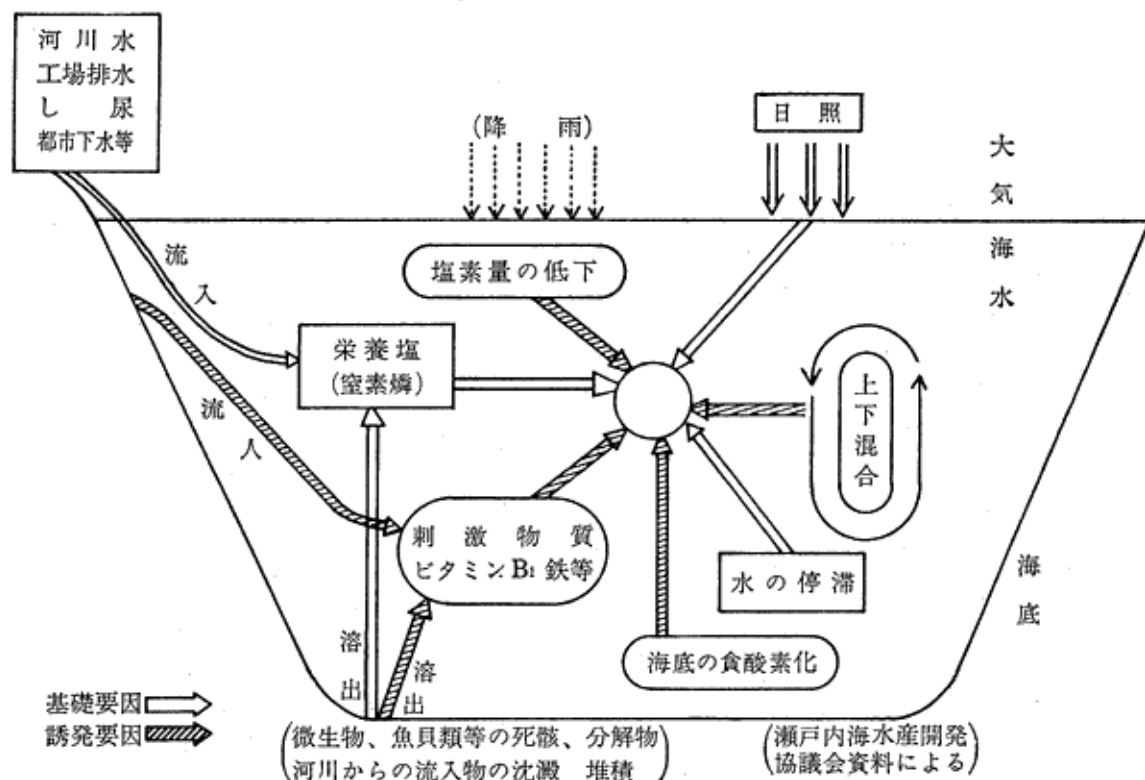 河川水
工場排水
し尿
都市下水等
(降雨)
日照
大気
海水
流入
塩素量の低下
栄養塩
(窒素燐)
上下混合
流人
刺激物質
ビタミンB₁鉄等
水の停滞
海底
溶出
溶出
海底の貪酸素化
基礎要因
誘発要因
(微生物、魚貝類等の死骸、分解物
河川からの流入物の沈澱 堆積)
(瀬戸内海水産開発
協議会資料による)